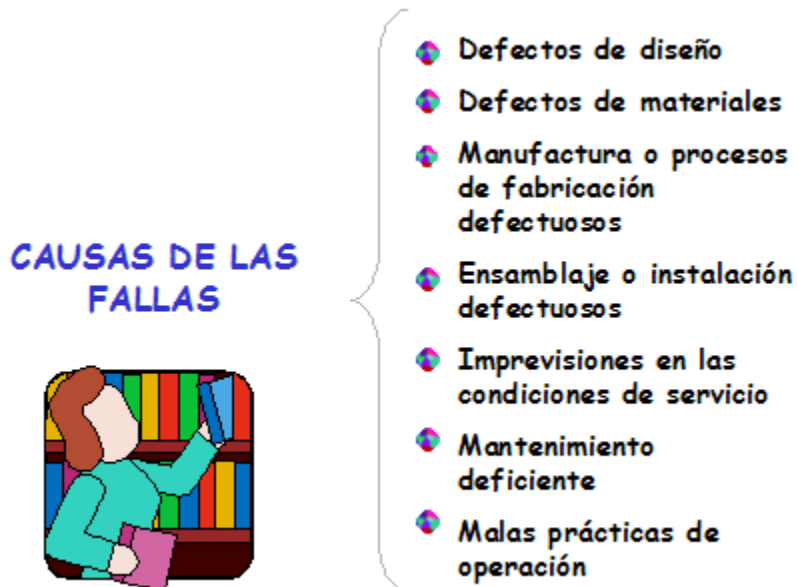 CAUSAS DE LAS
FALLAS
Defectos de diseño
Defectos de materiales
Manufactura o procesos
de fabricación
defectuosos
Ensamblaje o instalación
defectuosos
Imprevisiones en las
condiciones de servicio
Mantenimiento
deficiente
Malas prácticas de
operación